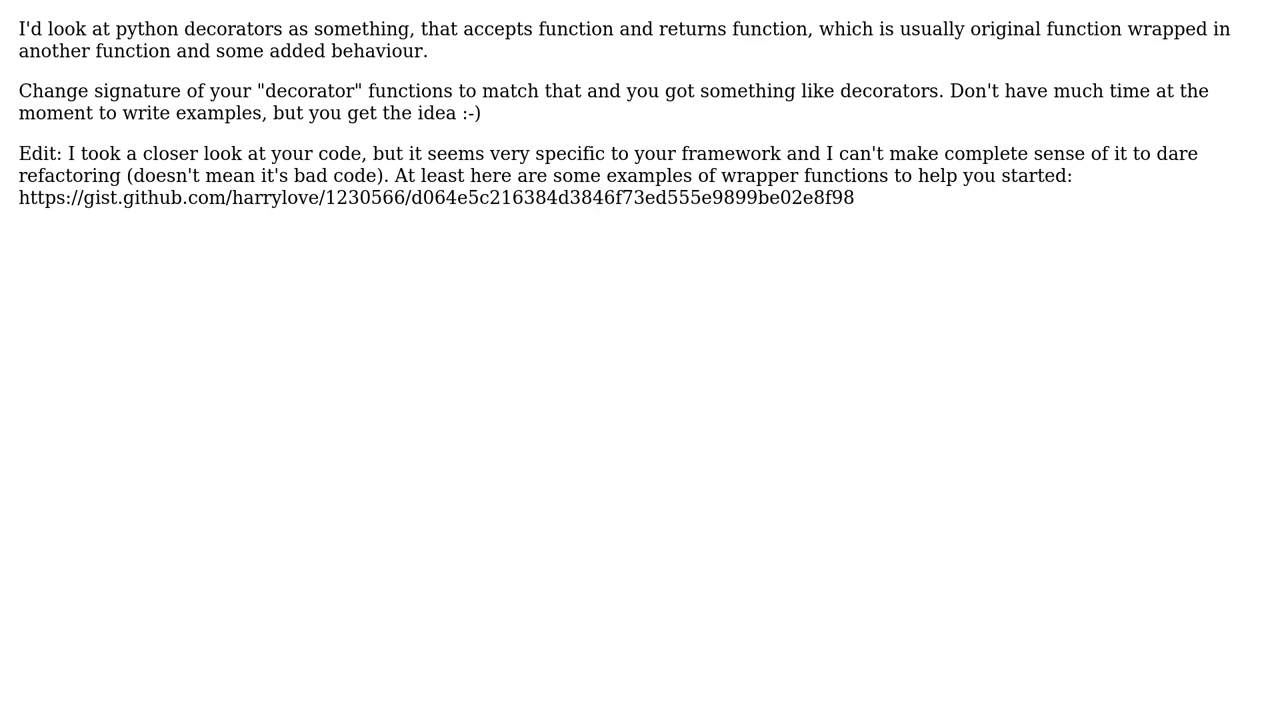 I'd look at python decorators as something, that accepts function and returns function, which is usually original function wrapped in
another function and some added behaviour.
Change signature of your "decorator" functions to match that and you got something like decorators. Don't have much time at the
moment to write examples, but you get the idea :-)
Edit: I took a closer look at your code, but it seems very specific to your framework and I can't make complete sense of it to dare
refactoring (doesn't mean it's bad code). At least here are some examples of wrapper functions to help you started:
https://gist.github.com/harrylove/1230566/d064e5c216384d3846f73ed555e9899be02e8f98